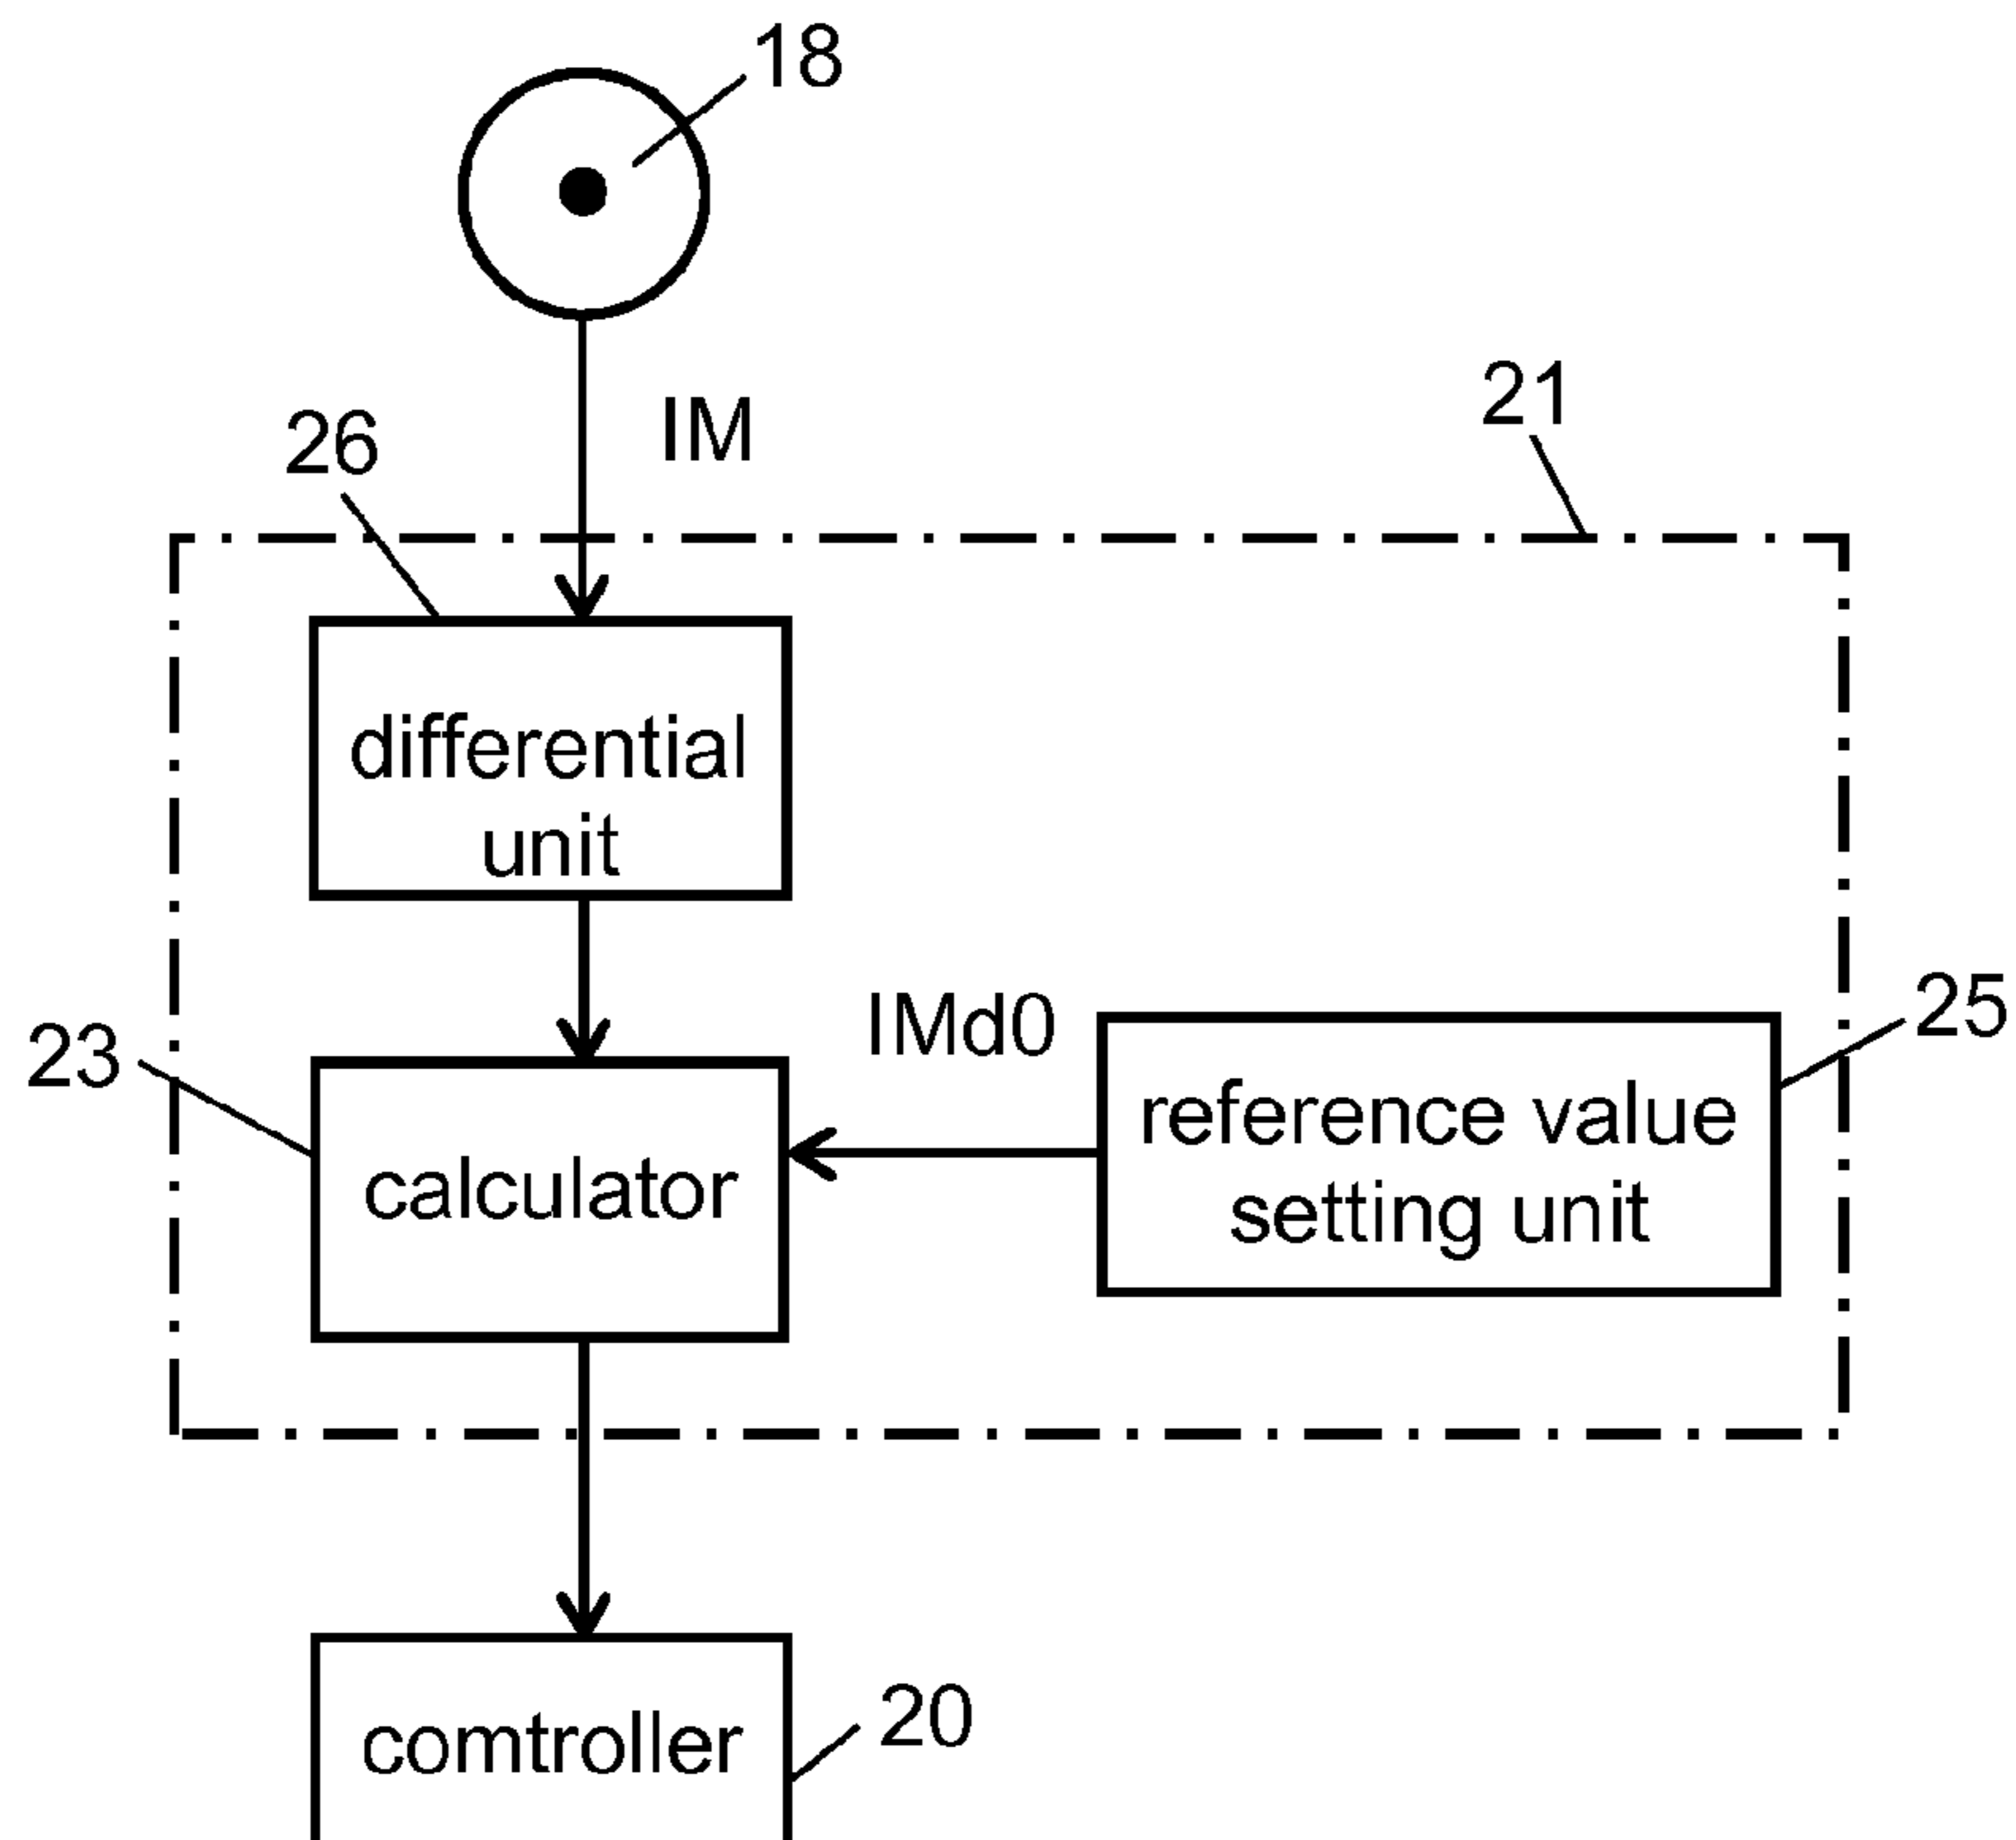 18
IM
21
26
differential
unit
IMd0
25
23
reference value
setting unit
calculator
20
comtroller